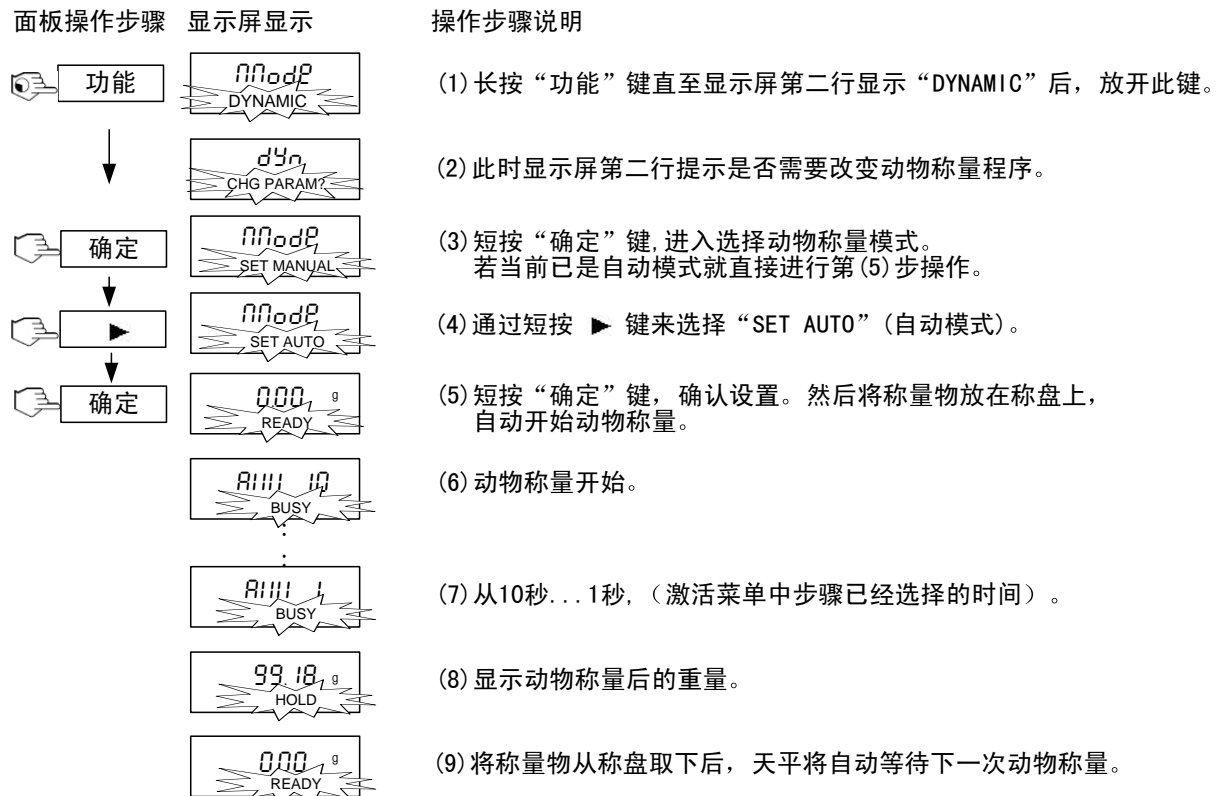 面板操作步骤 显示屏显示 操作步骤说明
功能
MModE
DYNAMIC
(1)长按“功能”键直至显示屏第二行显示“DYNAMIC”后，放开此键。
dYn
CHG PARAM?
(2)此时显示屏第二行提示是否需要改变动物称量程序。
确定
MModE
SET MANUAL
(3)短按“确定”键,进入选择动物称量模式。
若当前已是自动模式就直接进行第(5)步操作。
▶
MModE
SET AUTO
(4)通过短按 ▶ 键来选择“SET AUTO”(自动模式)。
确定
0.00 g
READY
(5)短按“确定”键，确认设置。然后将称量物放在称盘上，
自动开始动物称量。
10
BUSY
(6)动物称量开始。
1
BUSY
(7)从10秒...1秒,（激活菜单中步骤已经选择的时间）。
99.18 g
HOLD
(8)显示动物称量后的重量。
0.00 g
READY
(9)将称量物从称盘取下后，天平将自动等待下一次动物称量。